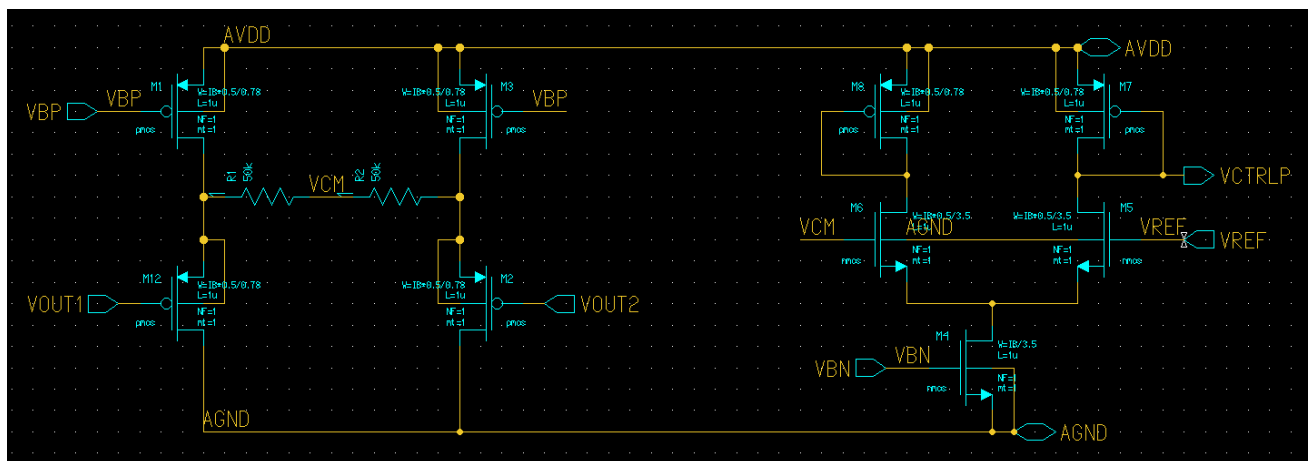 AVDD
AVDD
M1
W=IB*0.5/0.78
L=1u
NF=1
mt=1
pmos
VBP
VBP
M3
W=IB*0.5/0.78
L=1u
NF=1
mt=1
pmos
VBP
M8
W=IB*0.5/0.78
L=1u
NF=1
mt=1
pmos
M7
W=IB*0.5/0.78
L=1u
NF=1
mt=1
pmos
R1
50k
VCM
R2
50k
VCTRLP
M6
W=IB*0.5/3.5
L=1u
NF=1
mt=1
nmos
VCM
AGND
M5
W=IB*0.5/3.5
L=1u
NF=1
mt=1
nmos
VREF
VREF
M12
W=IB*0.5/0.78
L=1u
NF=1
mt=1
pmos
VOUT1
M2
W=IB*0.5/0.78
L=1u
NF=1
mt=1
pmos
VOUT2
M4
W=IB/3.5
L=1u
NF=1
mt=1
nmos
VBN
VBN
AGND
AGND